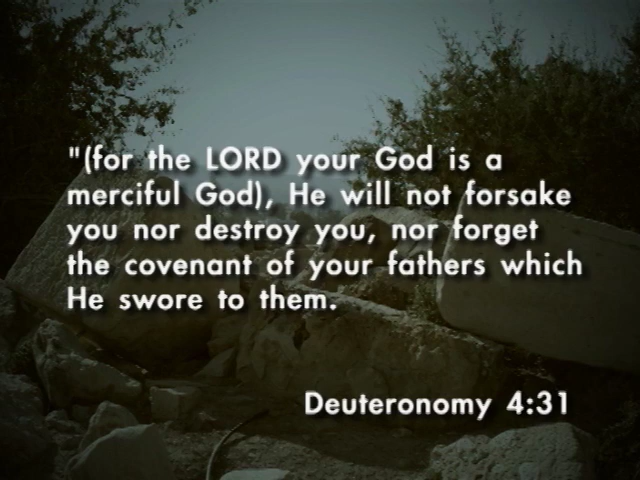 "(for the LORD your God is a
merciful God), He will not forsake
you nor destroy you, nor forget
the covenant of your fathers which
He swore to them.
Deuteronomy 4:31